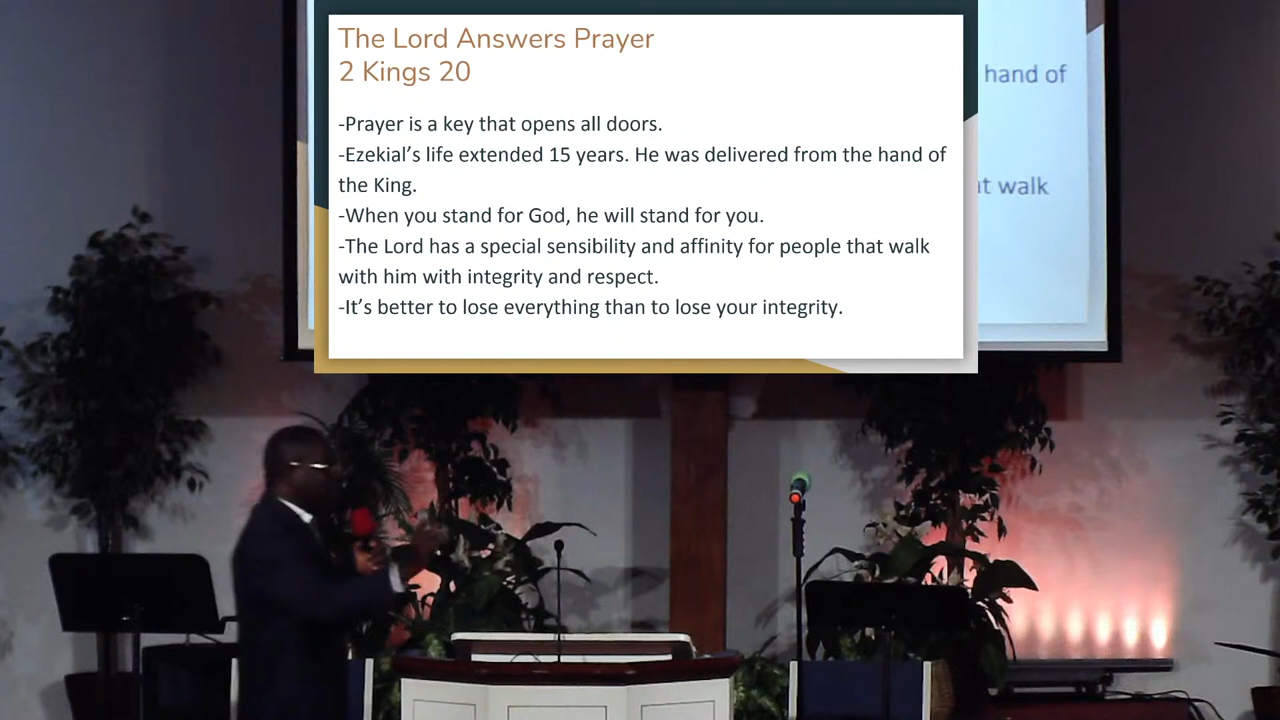 The Lord Answers Prayer
2 Kings 20
-Prayer is a key that opens all doors.
-Ezekial’s life extended 15 years. He was delivered from the hand of
the King.
-When you stand for God, he will stand for you.
-The Lord has a special sensibility and affinity for people that walk
with him with integrity and respect.
-It’s better to lose everything than to lose your integrity.
hand of
at walk